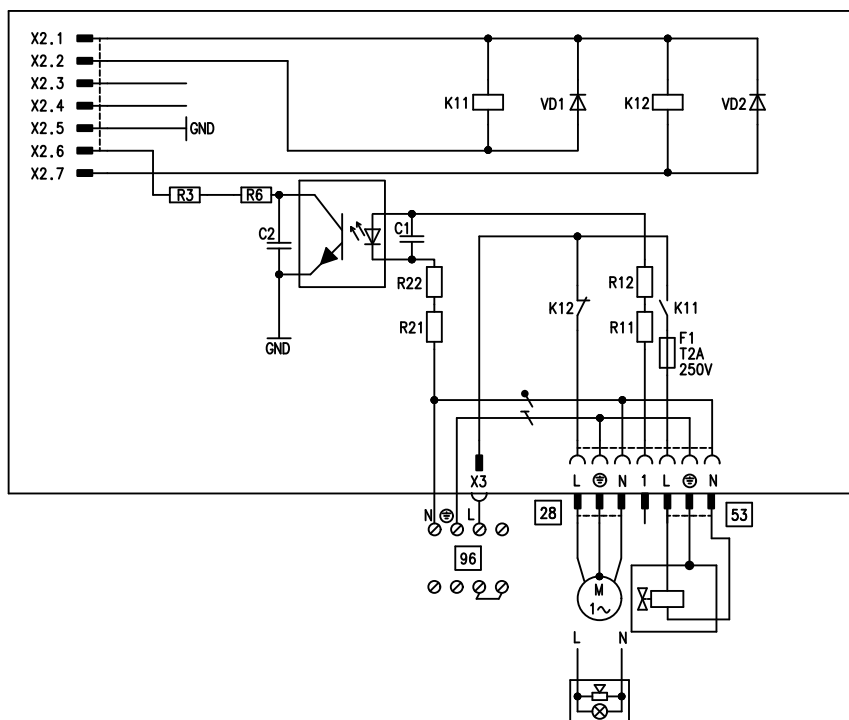 X2.1
X2.2
X2.3
X2.4
X2.5
X2.6
X2.7
GND
K11
VD1
K12
VD2
R3
R6
C2
C1
GND
R22
R21
K12
R12
R11
K11
F1
T2A
250V
X3
L
N
1
L
N
N
L
28
53
96
M
1~
L
N